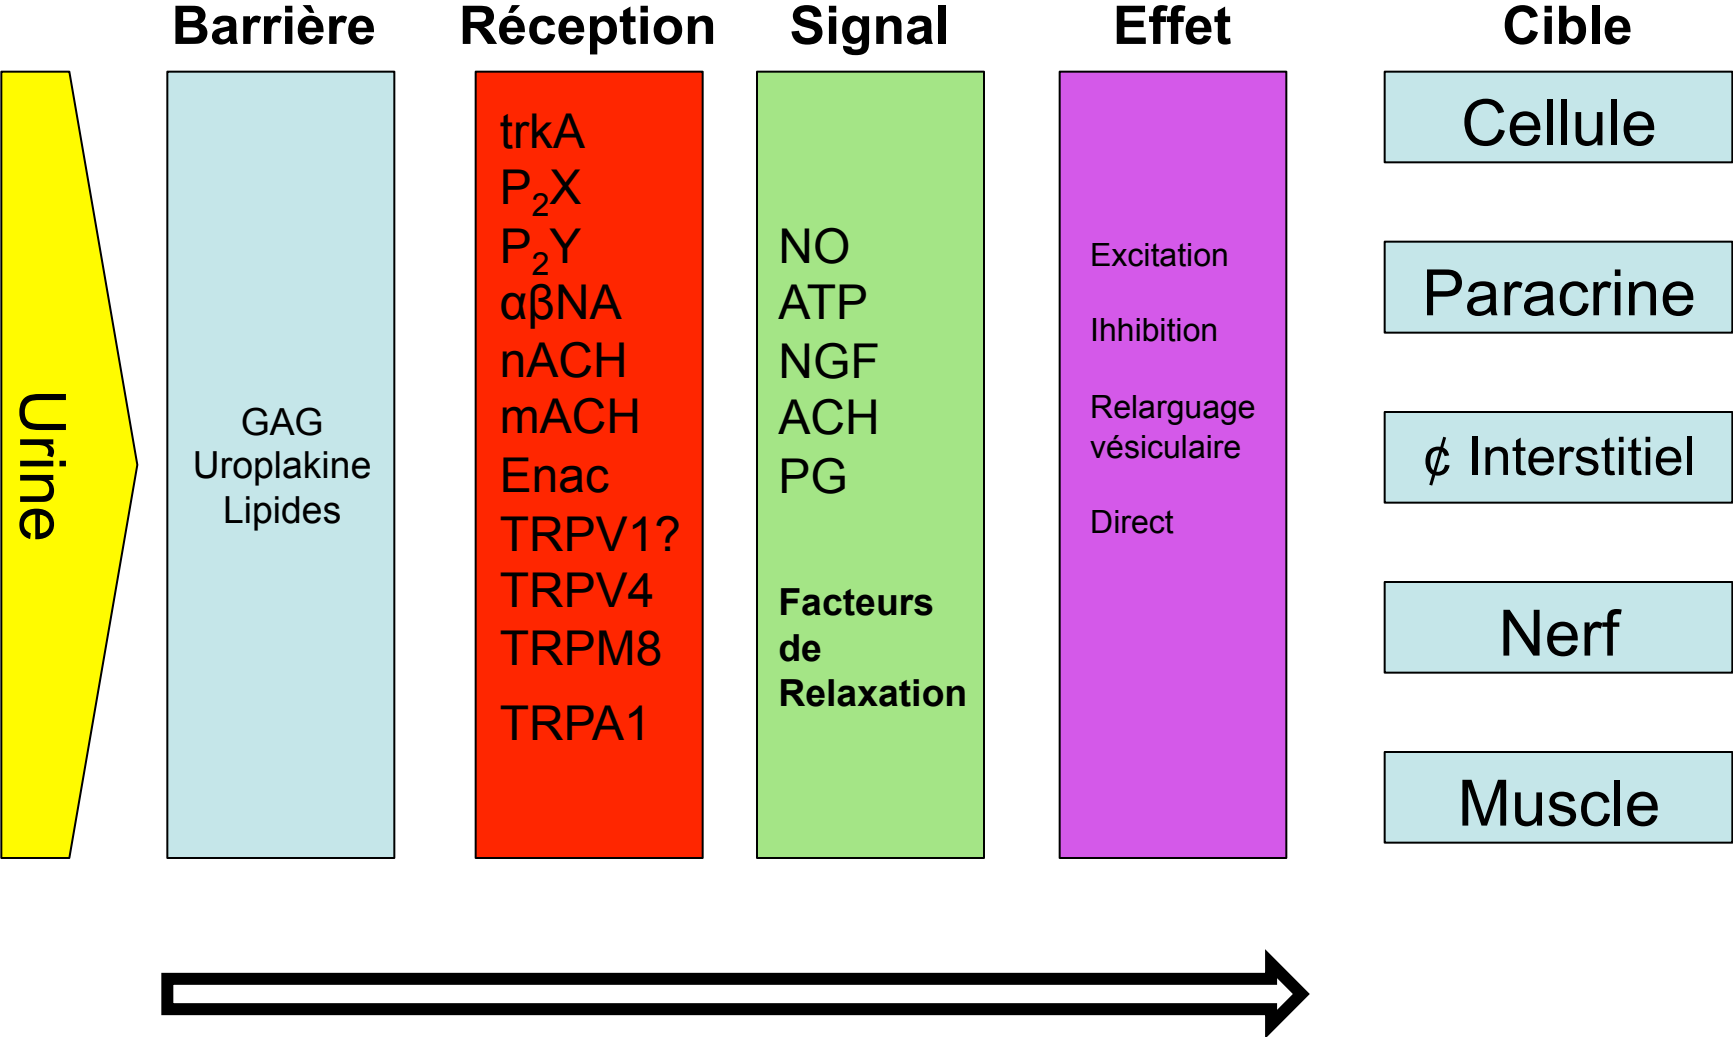 Barrière
Réception
Signal
Effet
Cible
Urine
GAG
Uroplakine
Lipides
trkA
P₂X
P₂Y
αβNA
nACH
mACH
Enac
TRPV1?
TRPV4
TRPM8
TRPA1
NO
ATP
NGF
ACH
PG
Facteurs
de
Relaxation
Excitation
Ihhibition
Relarguage
vésiculaire
Direct
Cellule
Paracrine
¢ Interstitiel
Nerf
Muscle